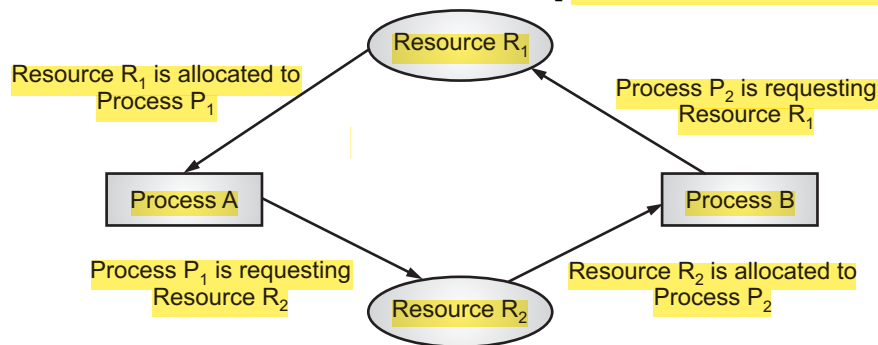 Resource R₁
Resource R₁ is allocated to
Process P₁
Process P₂ is requesting
Resource R₁
Process A
Process B
Process P₁ is requesting
Resource R₂
Resource R₂ is allocated to
Process P₂
Resource R₂